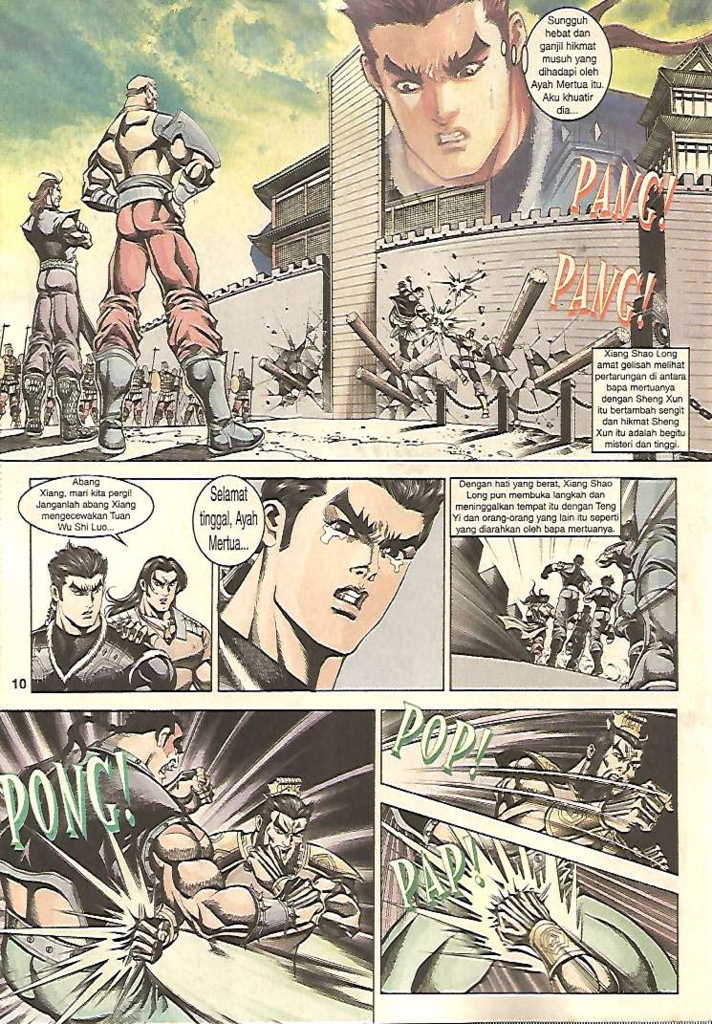 Sungguh
hebat dan
ganjil hikmat
musuh yang
dihadapi oleh
Ayah Mertua itu.
Aku khuatir
dia...
PANG!
PANG!
Xiang Shao Long
amat gelisah melihat
pertarungan di antara
bapa mertuanya
dengan Sheng Xun
itu bertambah sengit
dan hikmat Sheng
Xun itu adalah begitu
misteri dan tinggi.
Abang
Xiang, mari kita pergi!
Janganlah abang Xiang
mengecewakan Tuan
Wu Shi Luo...
Selamat
tinggal, Ayah
Mertua...
Dengan hati yang berat, Xiang Shao
Long pun membuka langkah dan
meninggalkan tempat itu dengan Teng
Yi dan orang-orang yang lain itu seperti
yang diarahkan oleh bapa mertuanya.
10
PONG!
POP!
PAP!